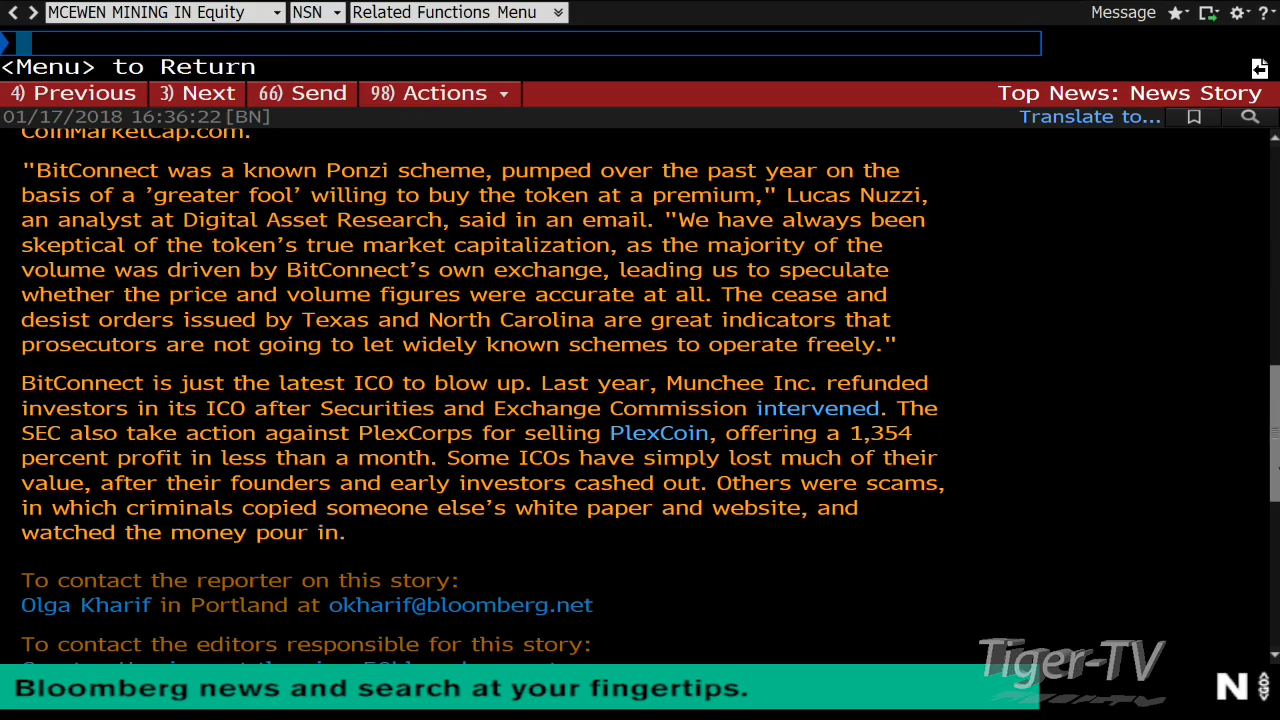 MCEWEN MINING IN Equity NSN Related Functions Menu Message ?
<Menu> to Return
4) Previous 3) Next 66) Send 98) Actions Top News: News Story
01/17/2018 16:36:22[BN] Translate to...
CoinMarketCap.com.
"BitConnect was a known Ponzi scheme, pumped over the past year on the
basis of a 'greater fool' willing to buy the token at a premium," Lucas Nuzzi,
an analyst at Digital Asset Research, said in an email. "We have always been
skeptical of the token's true market capitalization, as the majority of the
volume was driven by BitConnect's own exchange, leading us to speculate
whether the price and volume figures were accurate at all. The cease and
desist orders issued by Texas and North Carolina are great indicators that
prosecutors are not going to let widely known schemes to operate freely."
BitConnect is just the latest ICO to blow up. Last year, Munchee Inc. refunded
investors in its ICO after Securities and Exchange Commission intervened. The
SEC also take action against PlexCorps for selling PlexCoin, offering a 1,354
percent profit in less than a month. Some ICOs have simply lost much of their
value, after their founders and early investors cashed out. Others were scams,
in which criminals copied someone else's white paper and website, and
watched the money pour in.
To contact the reporter on this story:
Olga Kharif in Portland at okharif@bloomberg.net
To contact the editors responsible for this story:
Tiger-TV
Bloomberg news and search at your fingertips.
N